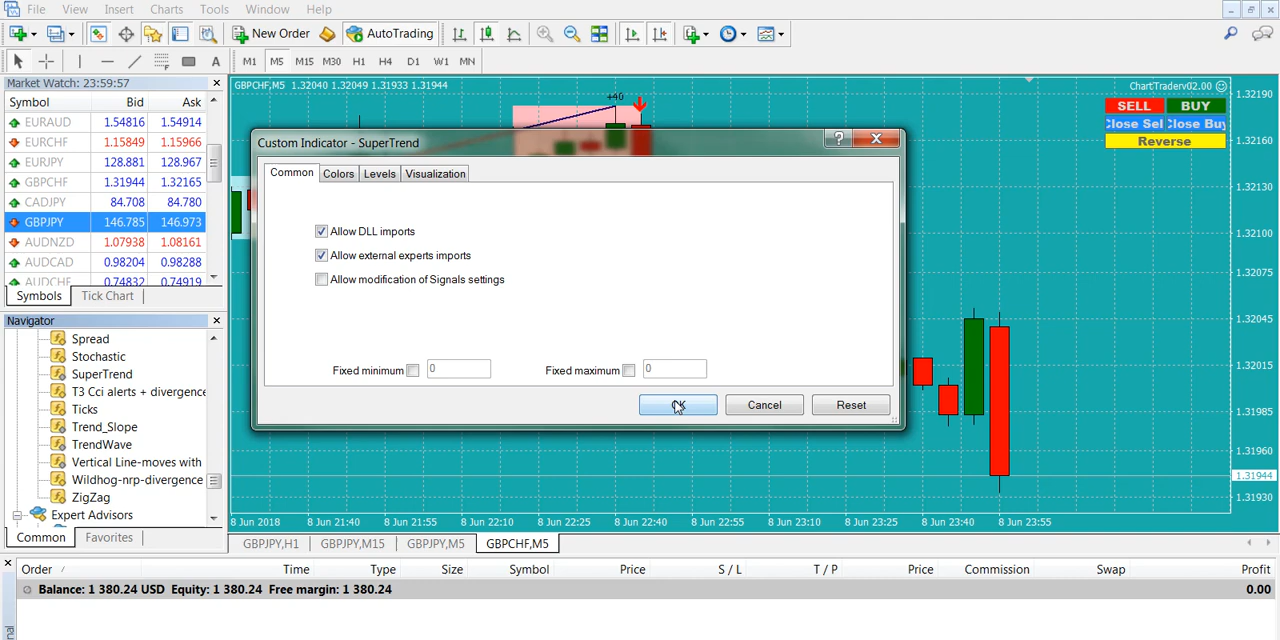 File View Insert Charts Tools Window Help
New Order AutoTrading
A M1 M5 M15 M30 H1 H4 D1 W1 MN
Market Watch: 23:59:57
Symbol Bid Ask
EURAUD 1.54816 1.54914
EURCHF 1.15849 1.15966
EURJPY 128.881 128.967
GBPCHF 1.31944 1.32165
CADJPY 84.708 84.780
GBPJPY 146.785 146.973
AUDNZD 1.07938 1.08161
AUDCAD 0.98204 0.98288
AUDCHF 0.74832 0.74919
Symbols Tick Chart
Navigator
Spread
Stochastic
SuperTrend
T3 Cci alerts + divergence
Ticks
Trend_Slope
TrendWave
Vertical Line-moves with
Wildhog-nrp-divergence
ZigZag
Expert Advisors
Common Favorites
GBPCHF,M5 1.32040 1.32049 1.31933 1.31944
+40
ChartTraderv02.00
SELL BUY
Close Sel Close Buy
Reverse
Custom Indicator - SuperTrend
Common Colors Levels Visualization
Allow DLL imports
Allow external experts imports
Allow modification of Signals settings
Fixed minimum 0 Fixed maximum 0
OK Cancel Reset
1.32190
1.32160
1.32130
1.32100
1.32075
1.32045
1.32015
1.31985
1.31960
1.31944
1.31930
8 Jun 2018 8 Jun 21:40 8 Jun 21:55 8 Jun 22:10 8 Jun 22:25 8 Jun 22:40 8 Jun 22:55 8 Jun 23:10 8 Jun 23:25 8 Jun 23:40 8 Jun 23:55
GBPJPY,H1 GBPJPY,M15 GBPJPY,M5 GBPCHF,M5
Order / Time Type Size Symbol Price S / L T / P Price Commission Swap Profit
Balance: 1 380.24 USD Equity: 1 380.24 Free margin: 1 380.24 0.00